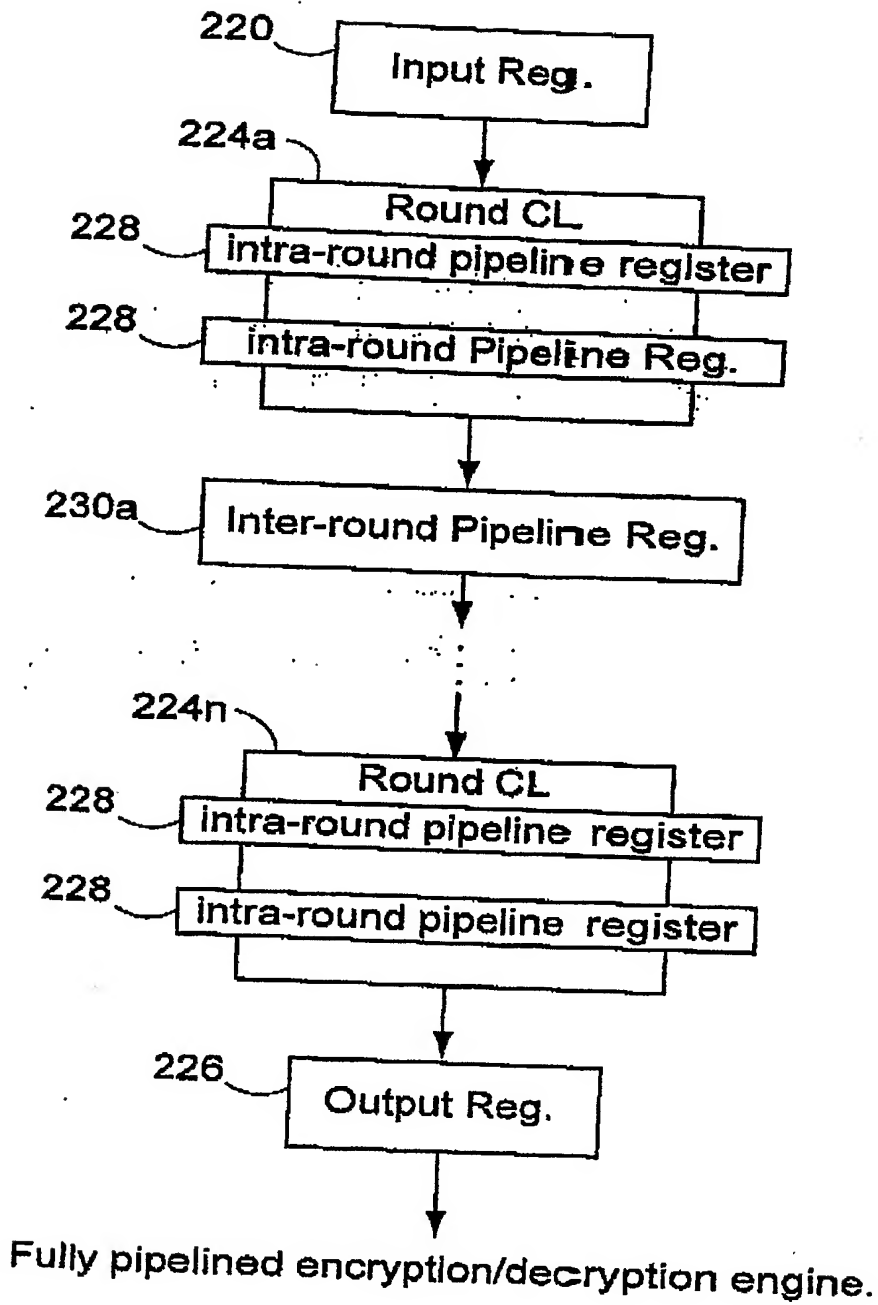 220
Input Reg.
224a
Round CL
228
intra-round pipeline register
228
intra-round Pipeline Reg.
230a
Inter-round Pipeline Reg.
224n
Round CL
228
intra-round pipeline register
228
intra-round pipeline register
226
Output Reg.
Fully pipelined encryption/decryption engine.